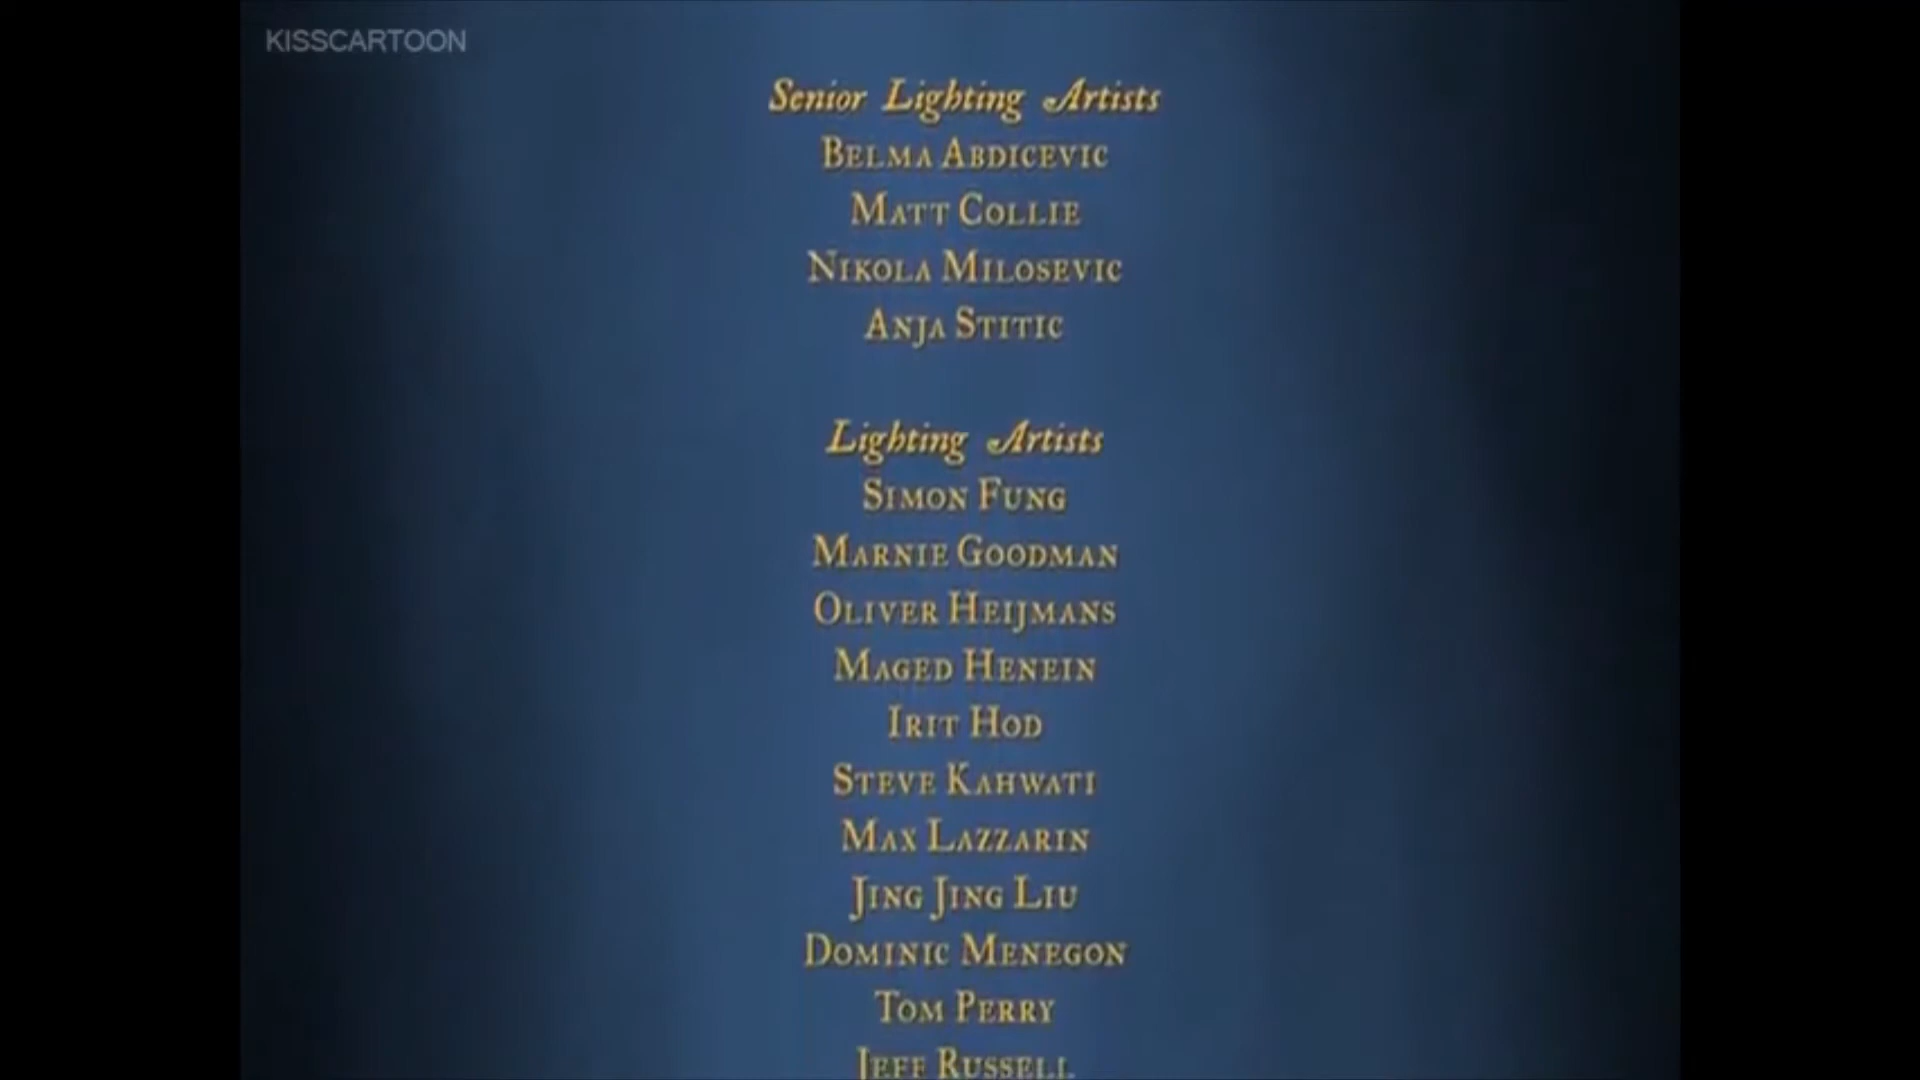 KISSCARTOON
Senior Lighting Artists
BELMA ABDICEVIC
MATT COLLIE
NIKOLA MILOSEVIC
ANJA STITIC
Lighting Artists
SIMON FUNG
MARNIE GOODMAN
OLIVER HEIJMANS
MAGED HENEIN
IRIT HOD
STEVE KAHWATI
MAX LAZZARIN
JING JING LIU
DOMINIC MENEGON
TOM PERRY
JEFF RUSSELL